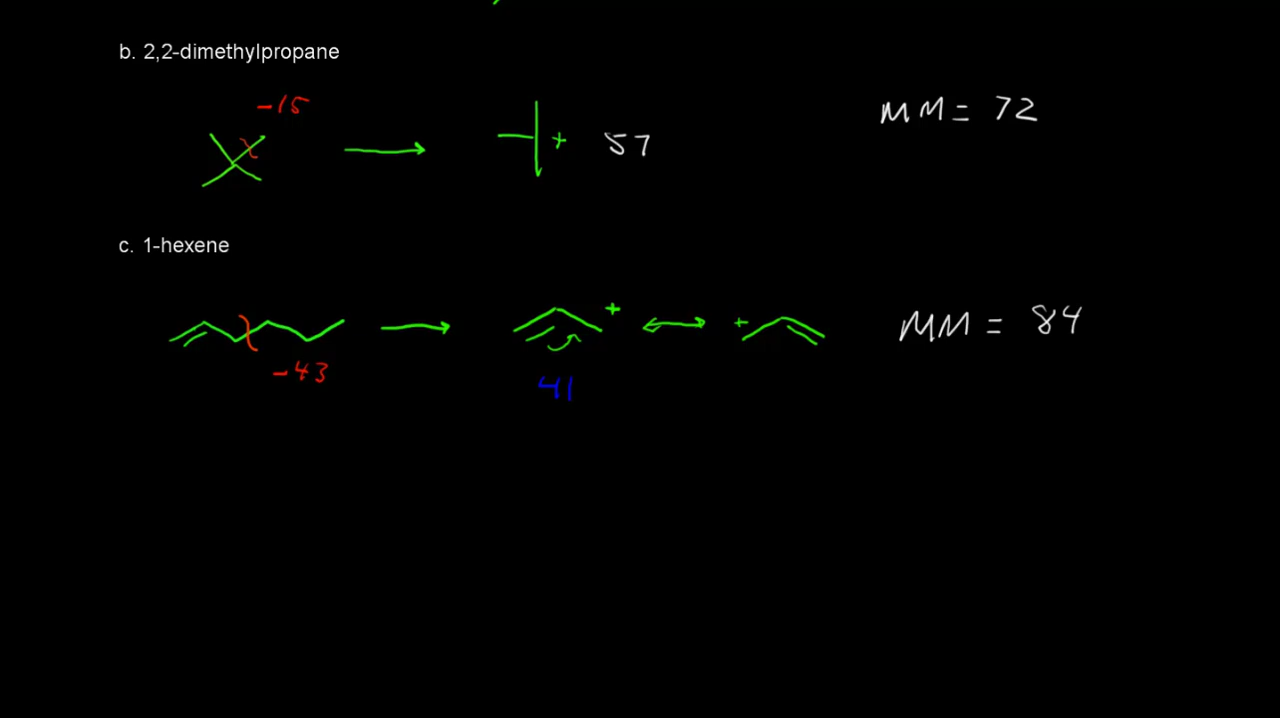 b. 2,2-dimethylpropane
-15
+ 57
MM = 72
c. 1-hexene
+
+
MM = 84
-43
41